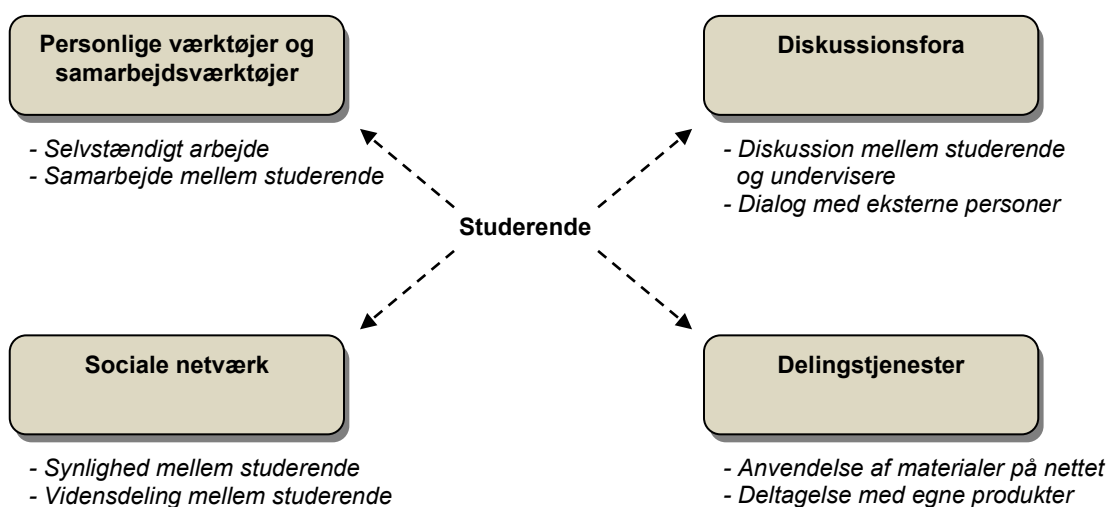 Personlige værktøjer og
samarbejdsværktøjer
- Selvstændigt arbejde
- Samarbejde mellem studerende
Diskussionsfora
- Diskussion mellem studerende
og undervisere
- Dialog med eksterne personer
Studerende
Sociale netværk
- Synlighed mellem studerende
- Vidensdeling mellem studerende
Delingstjenester
- Anvendelse af materialer på nettet
- Deltagelse med egne produkter